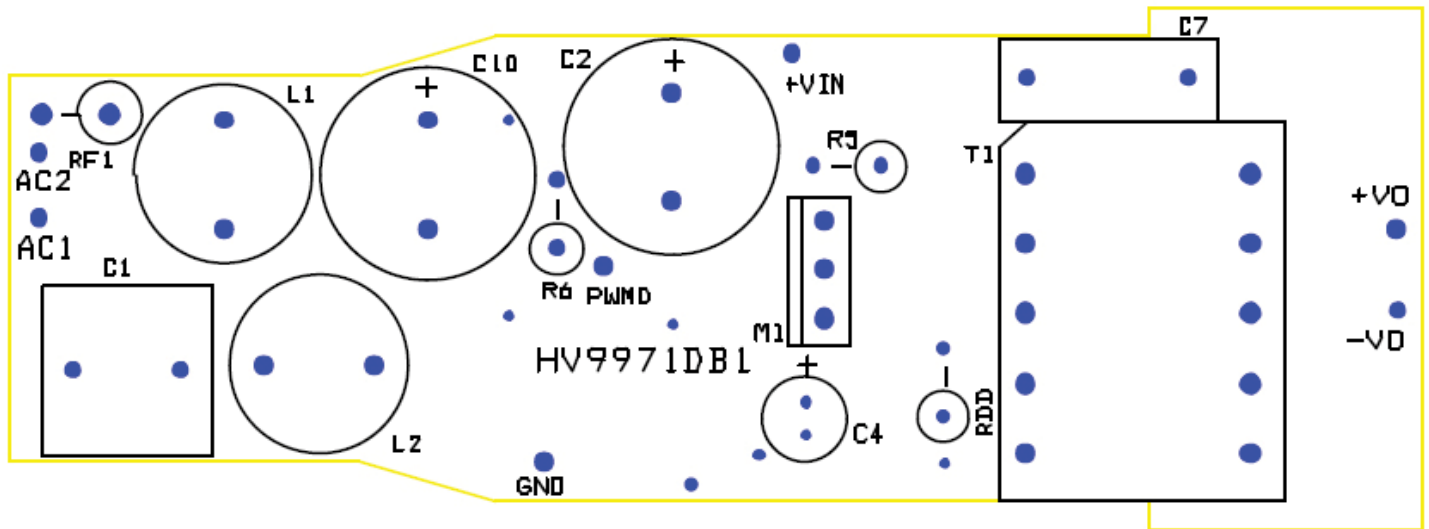 C7
C10
C2
+
+
L1
+VIN
R9
RF1
T1
AC2
+VO
AC1
C1
R6
PWMD
M1
-VO
HV9971DB1
+
RDD
C4
L2
GND